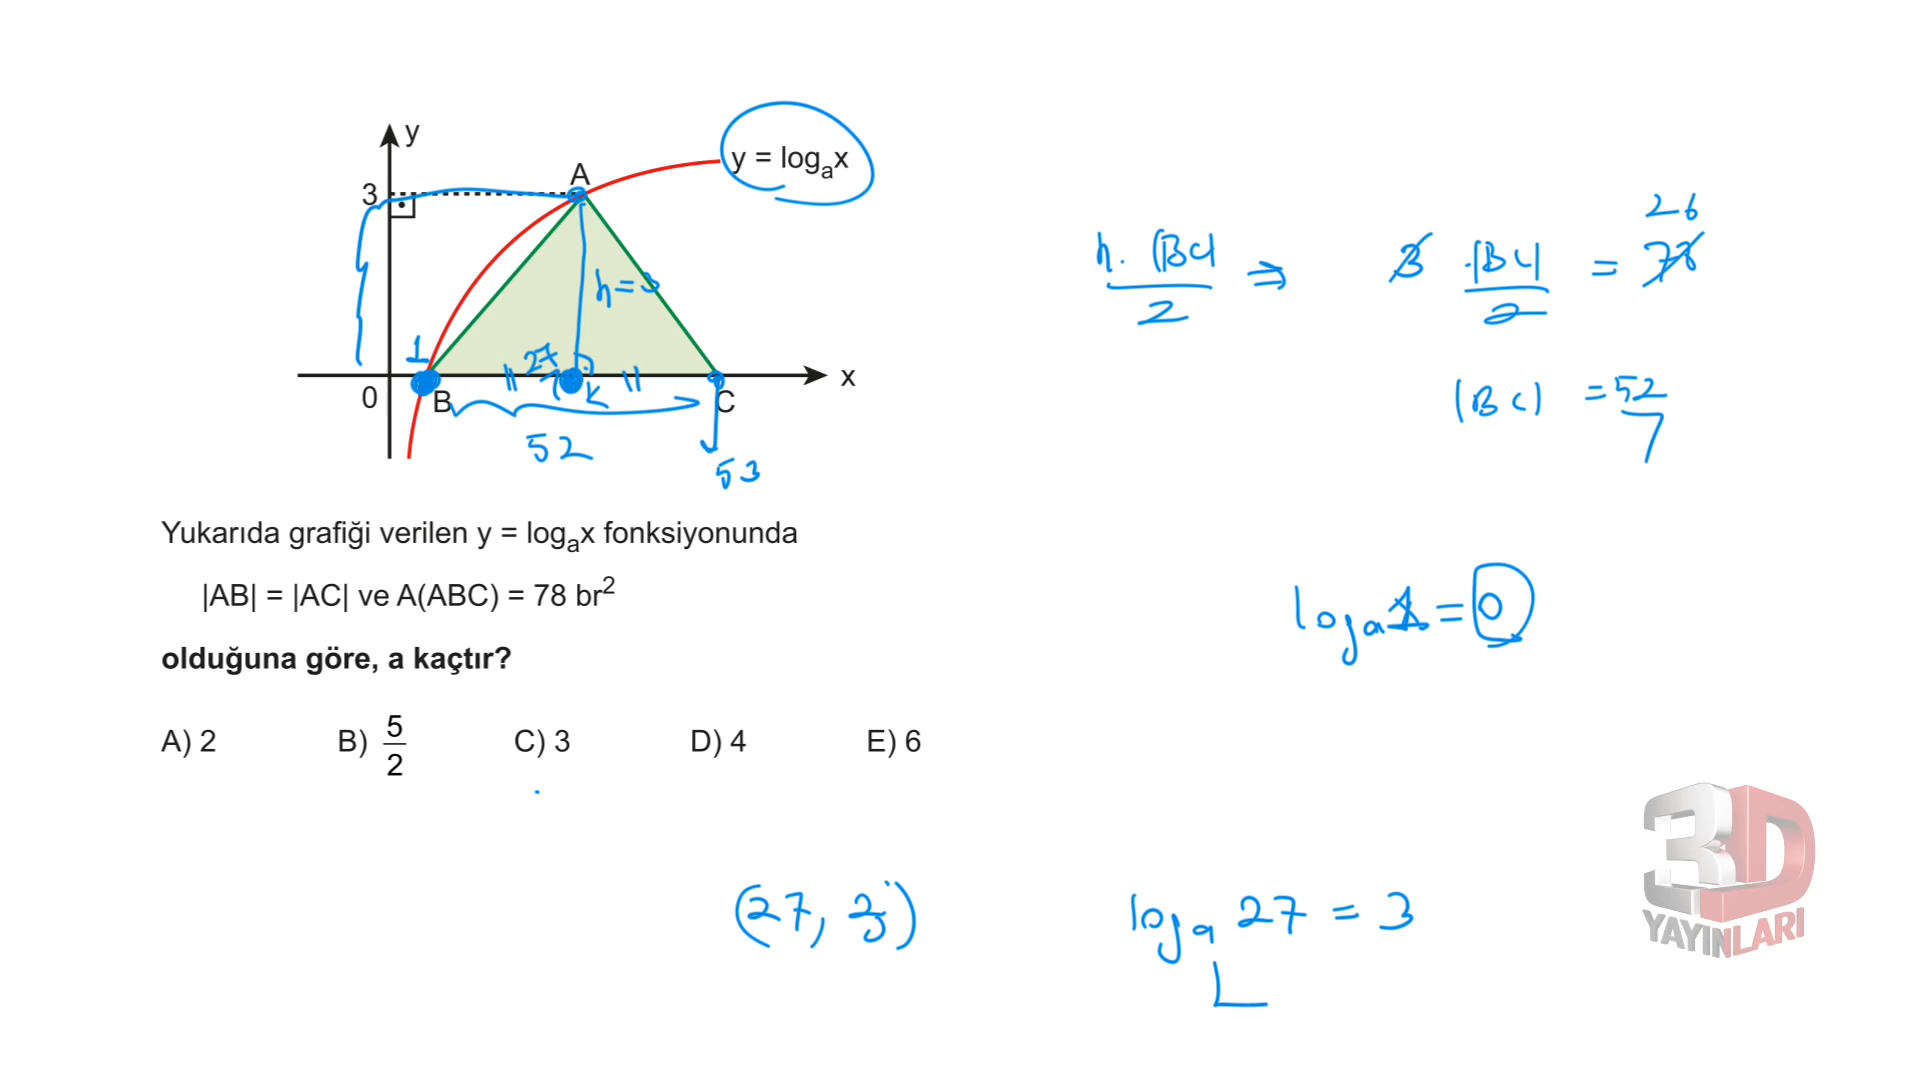 y
A
y = logₐx
3
h=3
1
27
0
B
K
C
x
52
53
h.|BC|/2 ⇒ 3.|BC|/2 = 78
26
|BC| = 52
logₐ1 = 0
Yukarıda grafiği verilen y = logₐx fonksiyonunda
|AB| = |AC| ve A(ABC) = 78 br²
olduğuna göre, a kaçtır?
A) 2 B) 5/2 C) 3 D) 4 E) 6
(27, 3)
logₐ 27 = 3
3D
YAYINLARI